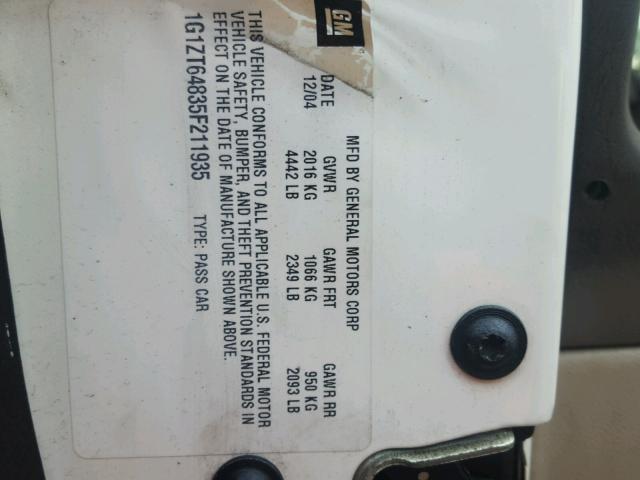 GM
MFD BY GENERAL MOTORS CORP
DATE GVWR GAWR FRT GAWR RR
12/04 2016 KG 1066 KG 950 KG
4442 LB 2349 LB 2093 LB
THIS VEHICLE CONFORMS TO ALL APPLICABLE U.S. FEDERAL MOTOR
VEHICLE SAFETY, BUMPER, AND THEFT PREVENTION STANDARDS IN
EFFECT ON THE DATE OF MANUFACTURE SHOWN ABOVE.
1G1ZT64835F211935 TYPE: PASS CAR